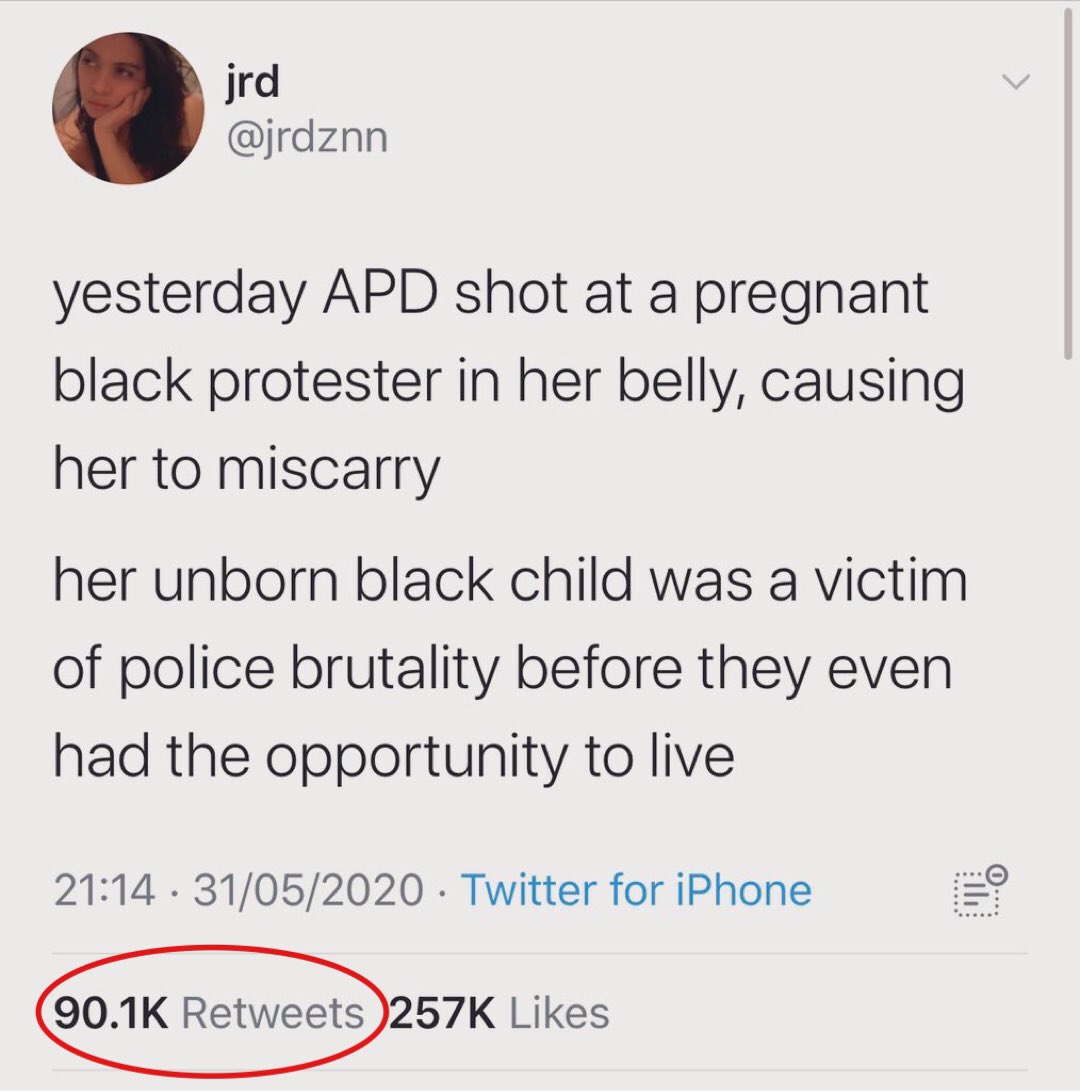 jrd
@jrdznn
yesterday APD shot at a pregnant
black protester in her belly, causing
her to miscarry
her unborn black child was a victim
of police brutality before they even
had the opportunity to live
21:14 · 31/05/2020 · Twitter for iPhone
90.1K Retweets 257K Likes